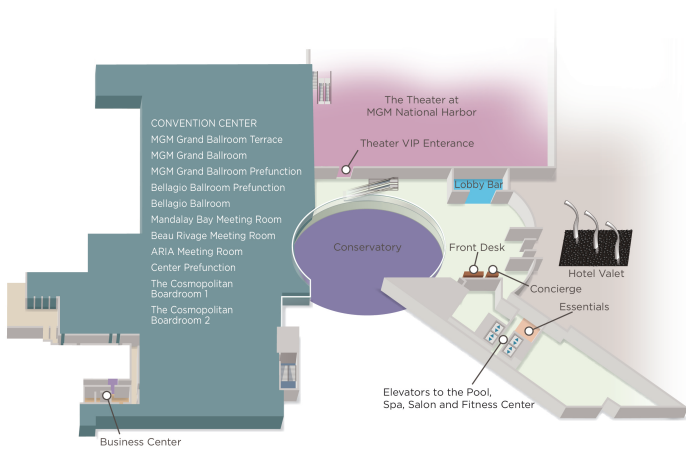 The Theater at
MGM National Harbor
CONVENTION CENTER
MGM Grand Ballroom Terrace
MGM Grand Ballroom
MGM Grand Ballroom Prefunction
Bellagio Ballroom Prefunction
Bellagio Ballroom
Mandalay Bay Meeting Room
Beau Rivage Meeting Room
ARIA Meeting Room
Center Prefunction
The Cosmopolitan
Boardroom 1
The Cosmopolitan
Boardroom 2
Theater VIP Enterance
Lobby Bar
Conservatory
Front Desk
Hotel Valet
Concierge
Essentials
Elevators to the Pool,
Spa, Salon and Fitness Center
Business Center